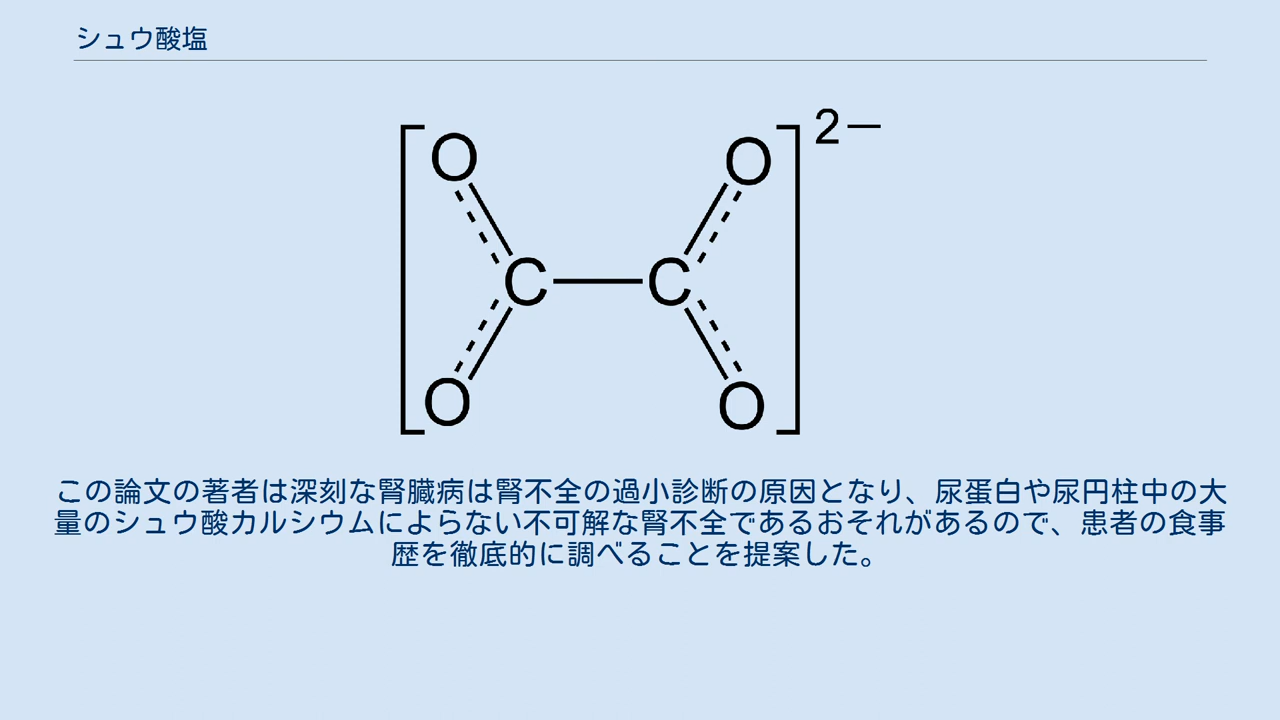 シュウ酸塩
2−
O
O
C
C
O
O
この論文の著者は深刻な腎臓病は腎不全の過小診断の原因となり、尿蛋白や尿円柱中の大
量のシュウ酸カルシウムによらない不可解な腎不全であるおそれがあるので、患者の食事
歴を徹底的に調べることを提案した。